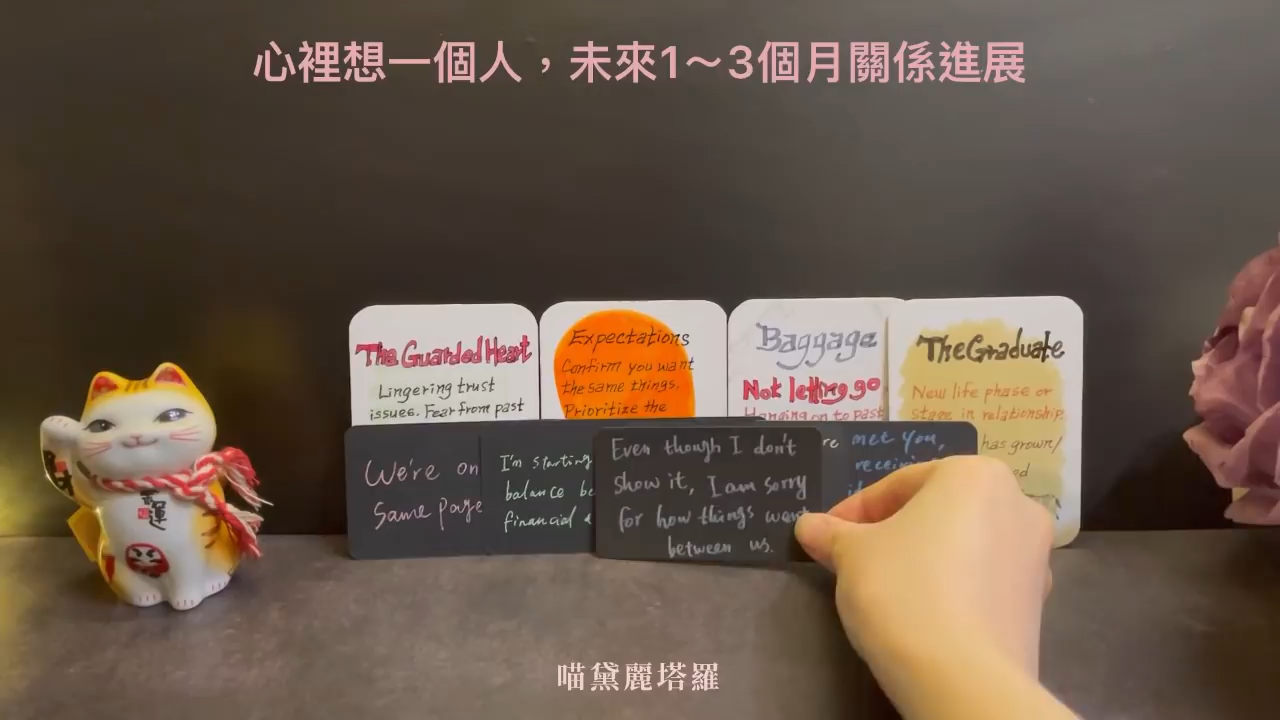 心裡想一個人，未來1～3個月關係進展
The Guarded Heart
Lingering trust
issues. Fear from past
Expectations
Confirm you want
the same things.
Prioritize the
Baggage
Not letting go
Hanging on to past
The Graduate
New life phase or
stage in relationship.
has grown/
We're on
same page
I'm starting
balance
financial
Even though I don't
show it, I am sorry
for how things went
between us.
met you,
喵黛麗塔羅